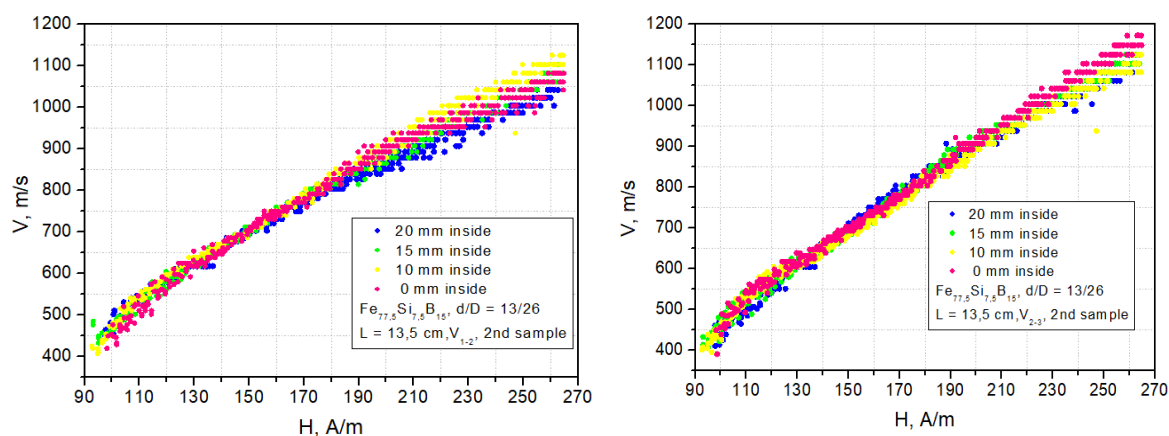 1200
1100
1000
900
800
700
600
500
400
V, m/s
20 mm inside
15 mm inside
10 mm inside
0 mm inside
Fe77,5Si7,5B15, d/D = 13/26
L = 13,5 cm,V1-2, 2nd sample
90 110 130 150 170 190 210 230 250 270
H, A/m
1200
1100
1000
900
800
700
600
500
400
V, m/s
20 mm inside
15 mm inside
10 mm inside
0 mm inside
Fe77,5Si7,5B15, d/D = 13/26
L = 13,5 cm,V2-3, 2nd sample
90 110 130 150 170 190 210 230 250 270
H, A/m